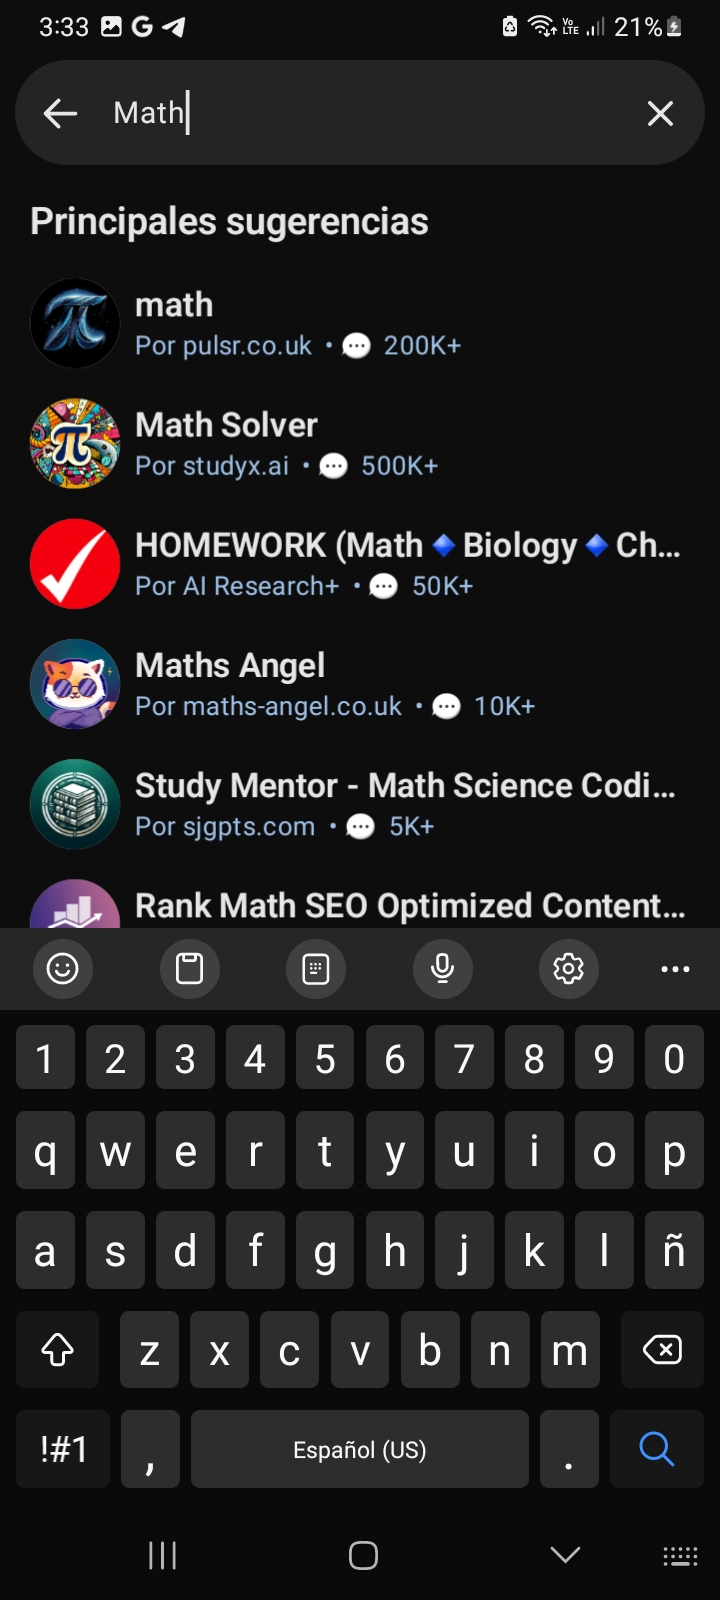 3:33 G Vo LTE 21%
Math
Principales sugerencias
math
Por pulsr.co.uk • 200K+
Math Solver
Por studyx.ai • 500K+
HOMEWORK (Math🔹Biology🔹Ch...
Por AI Research+ • 50K+
Maths Angel
Por maths-angel.co.uk • 10K+
Study Mentor - Math Science Codi...
Por sjgpts.com • 5K+
Rank Math SEO Optimized Content...
1 2 3 4 5 6 7 8 9 0
q w e r t y u i o p
a s d f g h j k l ñ
z x c v b n m
!#1 , Español (US) .